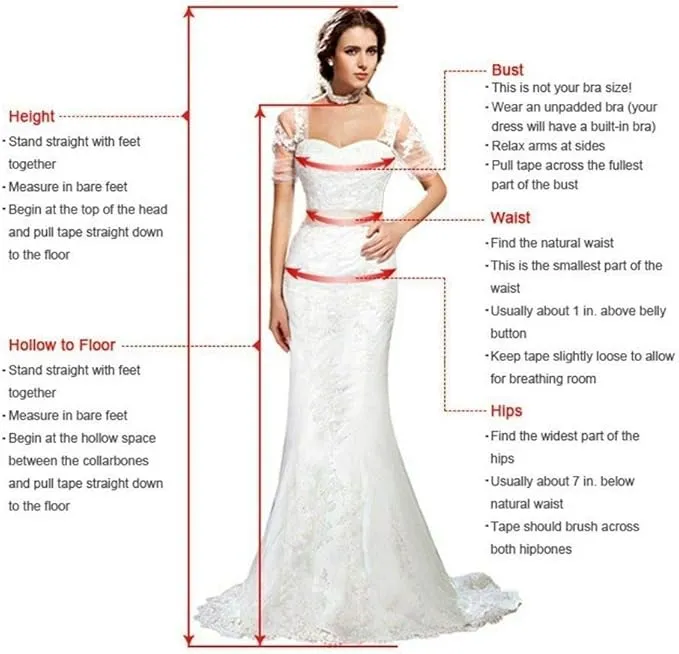 Height
· Stand straight with feet
together
· Measure in bare feet
· Begin at the top of the head
and pull tape straight down
to the floor
Hollow to Floor
· Stand straight with feet
together
· Measure in bare feet
· Begin at the hollow space
between the collarbones
and pull tape straight down
to the floor
Bust
· This is not your bra size!
· Wear an unpadded bra (your
dress will have a built-in bra)
· Relax arms at sides
· Pull tape across the fullest
part of the bust
Waist
· Find the natural waist
· This is the smallest part of the
waist
· Usually about 1 in. above belly
button
· Keep tape slightly loose to allow
for breathing room
Hips
· Find the widest part of the
hips
· Usually about 7 in. below
natural waist
· Tape should brush across
both hipbones